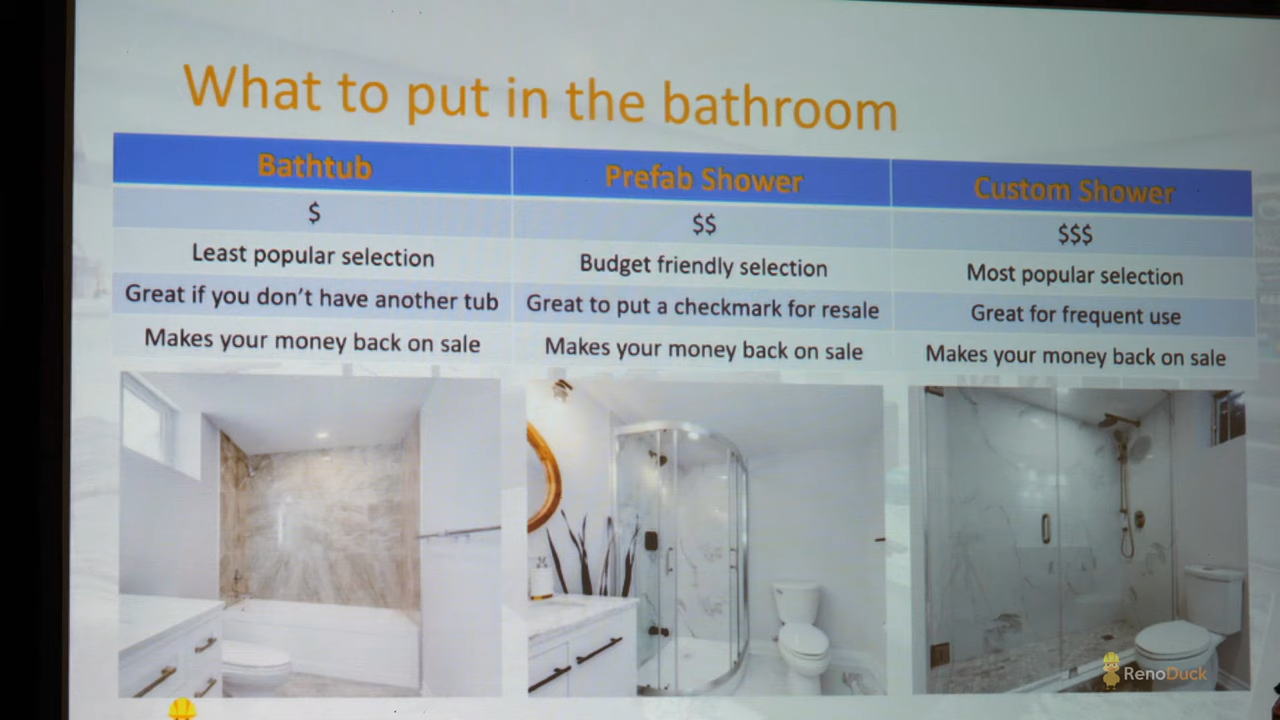 What to put in the bathroom
Bathtub Prefab Shower Custom Shower
$ $$ $$$
Least popular selection Budget friendly selection Most popular selection
Great if you don't have another tub Great to put a checkmark for resale Great for frequent use
Makes your money back on sale Makes your money back on sale Makes your money back on sale
RenoDuck